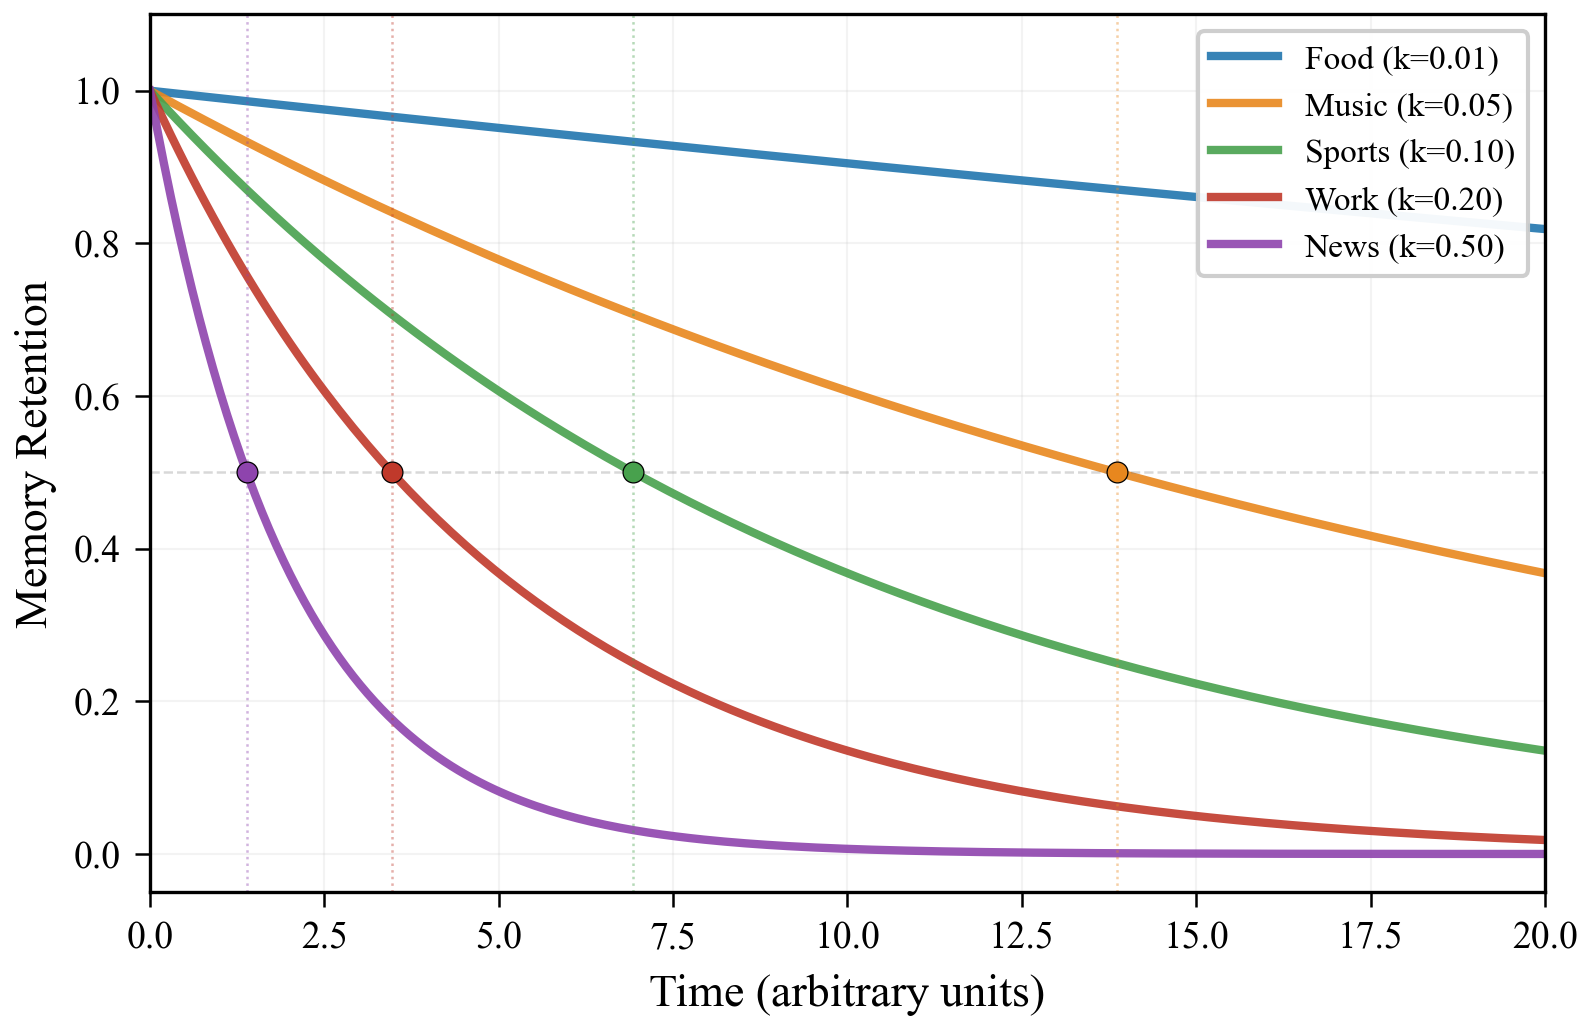 Food (k=0.01)
Music (k=0.05)
Sports (k=0.10)
Work (k=0.20)
News (k=0.50)
Memory Retention
1.0
0.8
0.6
0.4
0.2
0.0
0.0 2.5 5.0 7.5 10.0 12.5 15.0 17.5 20.0
Time (arbitrary units)